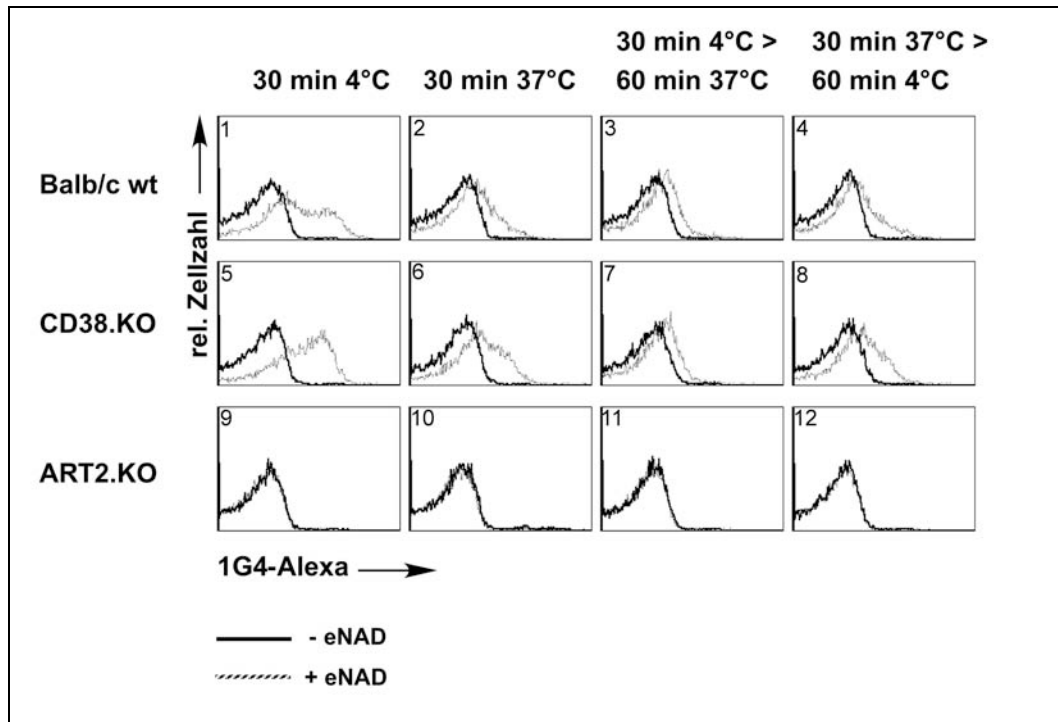 30 min 4°C > 30 min 37°C >
30 min 4°C 30 min 37°C 60 min 37°C 60 min 4°C
1 2 3 4
Balb/c wt
5 6 7 8
CD38.KO
rel. Zellzahl
9 10 11 12
ART2.KO
1G4-Alexa
- eNAD
+ eNAD